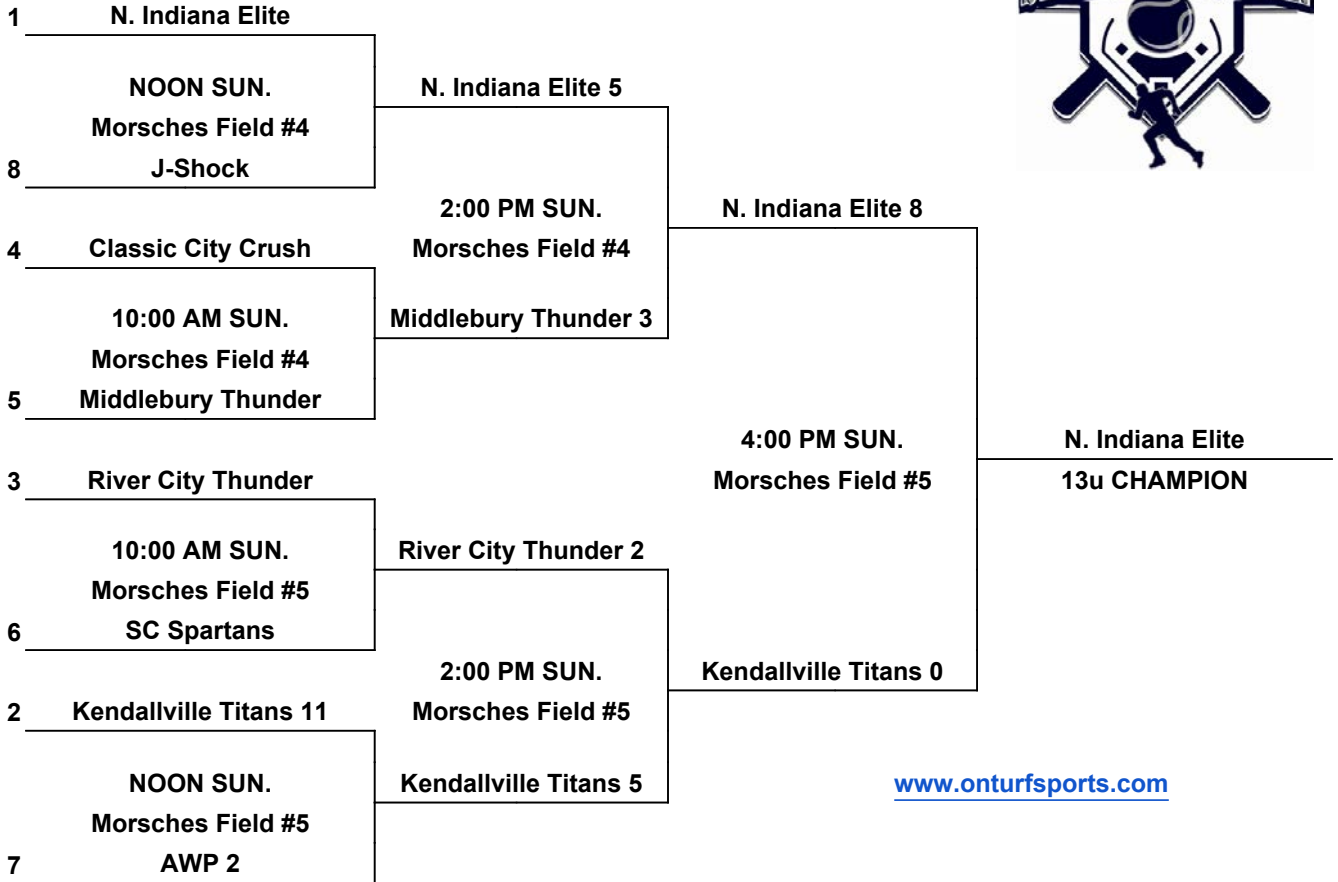 1 N. Indiana Elite
NOON SUN. N. Indiana Elite 5
Morsches Field #4
8 J-Shock
2:00 PM SUN. N. Indiana Elite 8
4 Classic City Crush Morsches Field #4
10:00 AM SUN. Middlebury Thunder 3
Morsches Field #4
5 Middlebury Thunder
4:00 PM SUN. N. Indiana Elite
3 River City Thunder Morsches Field #5 13u CHAMPION
10:00 AM SUN. River City Thunder 2
Morsches Field #5
6 SC Spartans
2:00 PM SUN. Kendallville Titans 0
2 Kendallville Titans 11 Morsches Field #5
NOON SUN. Kendallville Titans 5 www.onturfsports.com
Morsches Field #5
7 AWP 2